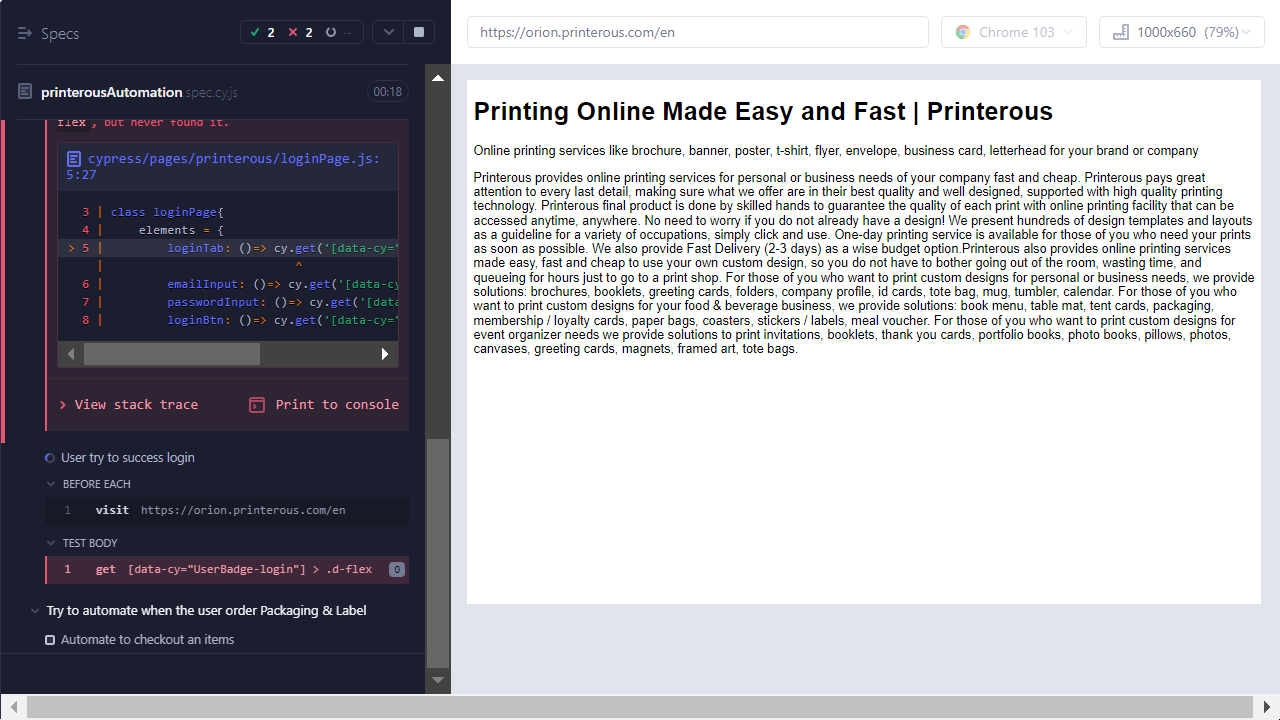 Specs
2
2
--
https://orion.printerous.com/en
Chrome 103
1000x660 (79%)
printerousAutomation.spec.cy.js
00:18
flex, but never found it.
cypress/pages/printerous/loginPage.js:
5:27
3 | class loginPage{
4 | elements = {
> 5 | loginTab: ()=> cy.get('[data-cy="
| ^
6 | emailInput: ()=> cy.get('[data-cy
7 | passwordInput: ()=> cy.get('[data
8 | loginBtn: ()=> cy.get('[data-cy="
> View stack trace
Print to console
User try to success login
BEFORE EACH
1 visit https://orion.printerous.com/en
TEST BODY
1 get [data-cy="UserBadge-login"] > .d-flex 0
Try to automate when the user order Packaging & Label
Automate to checkout an items
Printing Online Made Easy and Fast | Printerous
Online printing services like brochure, banner, poster, t-shirt, flyer, envelope, business card, letterhead for your brand or company
Printerous provides online printing services for personal or business needs of your company fast and cheap. Printerous pays great
attention to every last detail, making sure what we offer are in their best quality and well designed, supported with high quality printing
technology. Printerous final product is done by skilled hands to guarantee the quality of each print with online printing facility that can be
accessed anytime, anywhere. No need to worry if you do not already have a design! We present hundreds of design templates and layouts
as a guideline for a variety of occupations, simply click and use. One-day printing service is available for those of you who need your prints
as soon as possible. We also provide Fast Delivery (2-3 days) as a wise budget option.Printerous also provides online printing services
made easy, fast and cheap to use your own custom design, so you do not have to bother going out of the room, wasting time, and
queueing for hours just to go to a print shop. For those of you who want to print custom designs for personal or business needs, we provide
solutions: brochures, booklets, greeting cards, folders, company profile, id cards, tote bag, mug, tumbler, calendar. For those of you who
want to print custom designs for your food & beverage business, we provide solutions: book menu, table mat, tent cards, packaging,
membership / loyalty cards, paper bags, coasters, stickers / labels, meal voucher. For those of you who want to print custom designs for
event organizer needs we provide solutions to print invitations, booklets, thank you cards, portfolio books, photo books, pillows, photos,
canvases, greeting cards, magnets, framed art, tote bags.